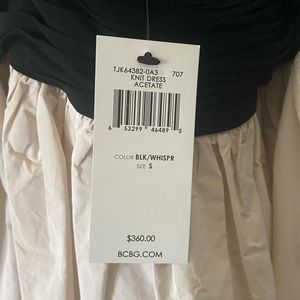 TJK64382-0A3 707
KNIT DRESS
ACETATE
6 53299 46489 5
COLOR BLK/WHISPR
SIZE S
$360.00
BCBG.COM